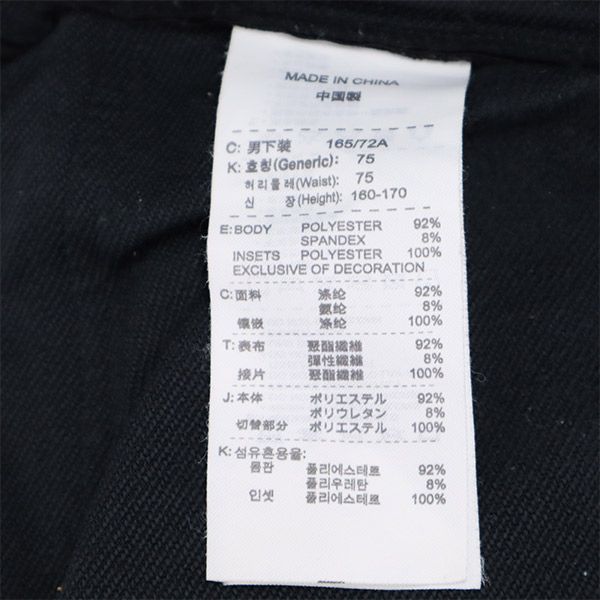 MADE IN CHINA
中国製
C: 男下裝 165/72A
K: 호칭(Generic): 75
허리둘레(Waist): 75
신 장(Height): 160-170
E: BODY POLYESTER 92%
SPANDEX 8%
INSETS POLYESTER 100%
EXCLUSIVE OF DECORATION
C: 面料 涤纶 92%
氨纶 8%
镶嵌 涤纶 100%
T: 表布 聚酯纖維 92%
彈性纖維 8%
接片 聚酯纖維 100%
J: 本体 ポリエステル 92%
ポリウレタン 8%
切替部分 ポリエステル 100%
K: 섬유혼용율:
몸판 폴리에스테르 92%
폴리우레탄 8%
인셋 폴리에스테르 100%